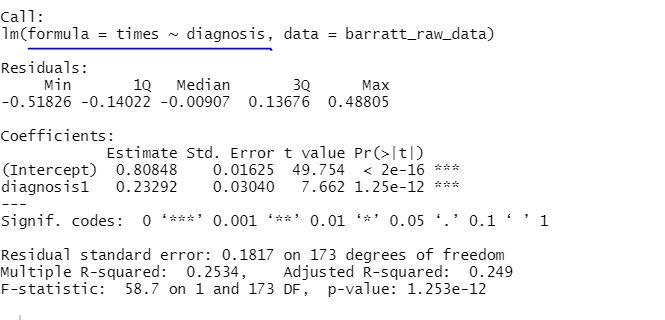 Call:
lm(formula = times ~ diagnosis, data = barratt_raw_data)
Residuals:
     Min       1Q   Median       3Q      Max
-0.51826 -0.14022 -0.00907  0.13676  0.48805
Coefficients:
            Estimate Std. Error t value Pr(>|t|)
(Intercept)  0.80848    0.01625  49.754  < 2e-16 ***
diagnosis1   0.23292    0.03040   7.662 1.25e-12 ***
---
Signif. codes:  0 ‘***’ 0.001 ‘**’ 0.01 ‘*’ 0.05 ‘.’ 0.1 ‘ ’ 1
Residual standard error: 0.1817 on 173 degrees of freedom
Multiple R-squared:  0.2534,    Adjusted R-squared:  0.249
F-statistic:  58.7 on 1 and 173 DF,  p-value: 1.253e-12